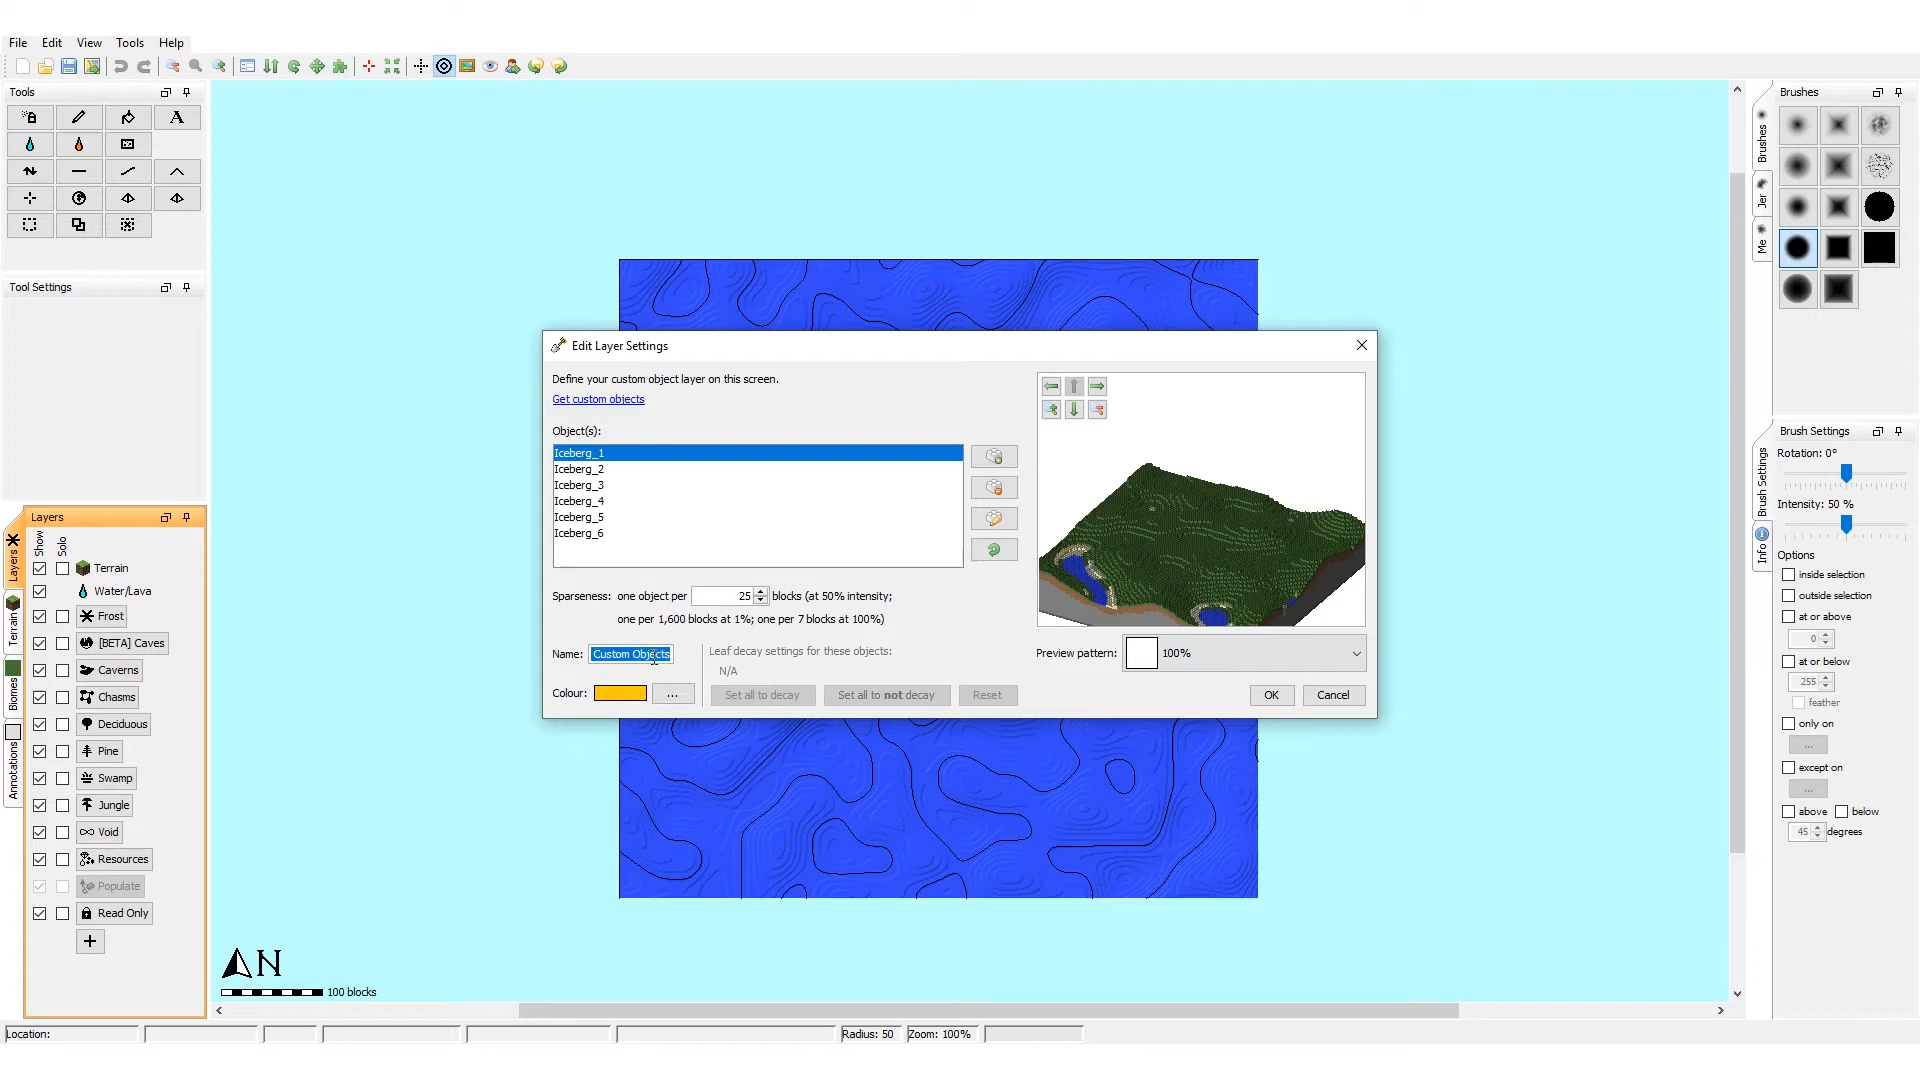 File Edit View Tools Help
Tools
A
Tool Settings
Layers
Show
Solo
Terrain
Water/Lava
Frost
[BETA] Caves
Caverns
Chasms
Deciduous
Pine
Swamp
Jungle
Void
Resources
Populate
Read Only
+
Layers
Terrain
Biomes
Annotations
Edit Layer Settings
Define your custom object layer on this screen.
Get custom objects
Object(s):
Iceberg_1
Iceberg_2
Iceberg_3
Iceberg_4
Iceberg_5
Iceberg_6
Sparseness: one object per 25 blocks (at 50% intensity;
one per 1,600 blocks at 1%; one per 7 blocks at 100%)
Name: Custom Objects
Colour: ...
Leaf decay settings for these objects:
N/A
Set all to decay Set all to not decay Reset
Preview pattern: 100%
OK Cancel
N
100 blocks
Brushes
Brushes
Jer
Me
Brush Settings
Brush Settings
Info
Rotation: 0°
Intensity: 50 %
Options
inside selection
outside selection
at or above
0
at or below
255
feather
only on
...
except on
...
above below
45 degrees
Location: Radius: 50 Zoom: 100%